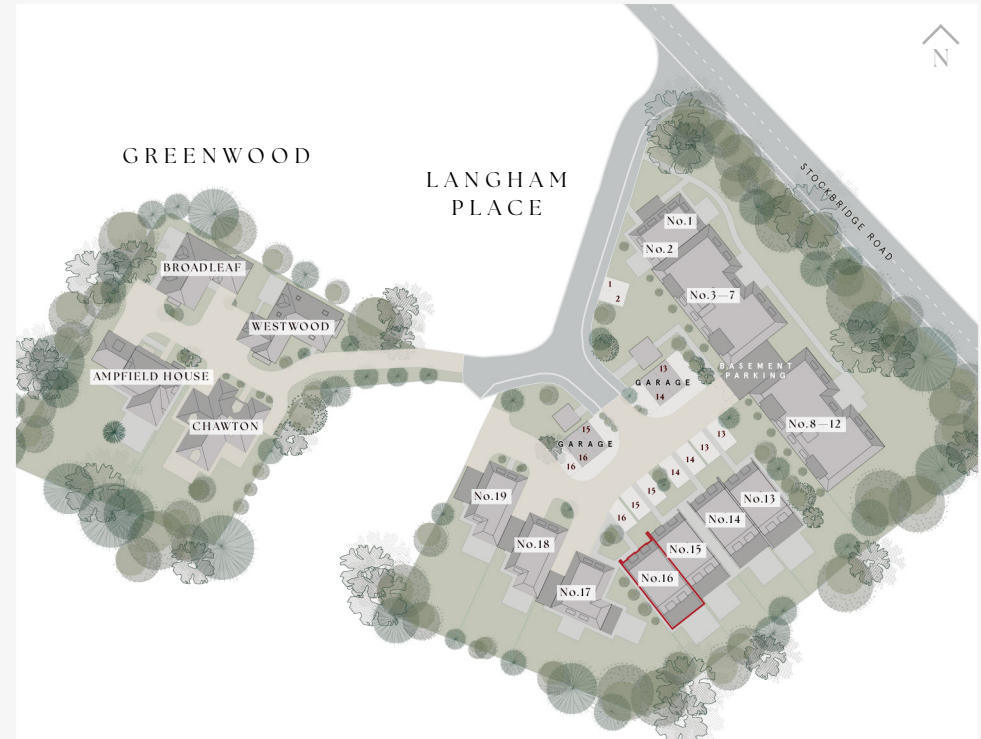 N
GREENWOOD
LANGHAM
PLACE
STOCKBRIDGE ROAD
No.1
No.2
No.3—7
1
2
BROADLEAF
WESTWOOD
AMPFIELD HOUSE
CHAWTON
BASEMENT
PARKING
13
GARAGE
14
No.8—12
15
GARAGE
16
16
13
13
14
14
15
15
16
No.19
No.18
No.17
No.13
No.14
No.15
No.16